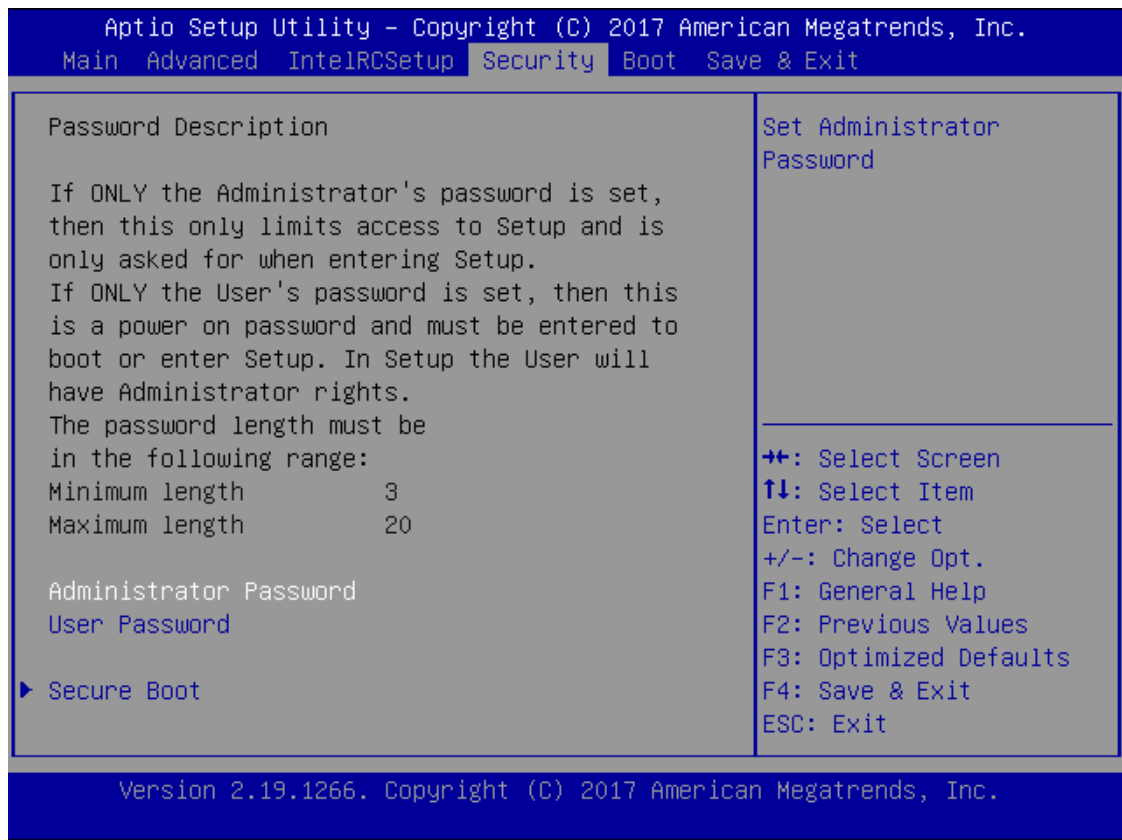 Aptio Setup Utility – Copyright (C) 2017 American Megatrends, Inc.
Main Advanced IntelRCSetup Security Boot Save & Exit
Password Description
If ONLY the Administrator's password is set,
then this only limits access to Setup and is
only asked for when entering Setup.
If ONLY the User's password is set, then this
is a power on password and must be entered to
boot or enter Setup. In Setup the User will
have Administrator rights.
The password length must be
in the following range:
Minimum length 3
Maximum length 20
Administrator Password
User Password
Secure Boot
Set Administrator
Password
→←: Select Screen
↑↓: Select Item
Enter: Select
+/-: Change Opt.
F1: General Help
F2: Previous Values
F3: Optimized Defaults
F4: Save & Exit
ESC: Exit
Version 2.19.1266. Copyright (C) 2017 American Megatrends, Inc.